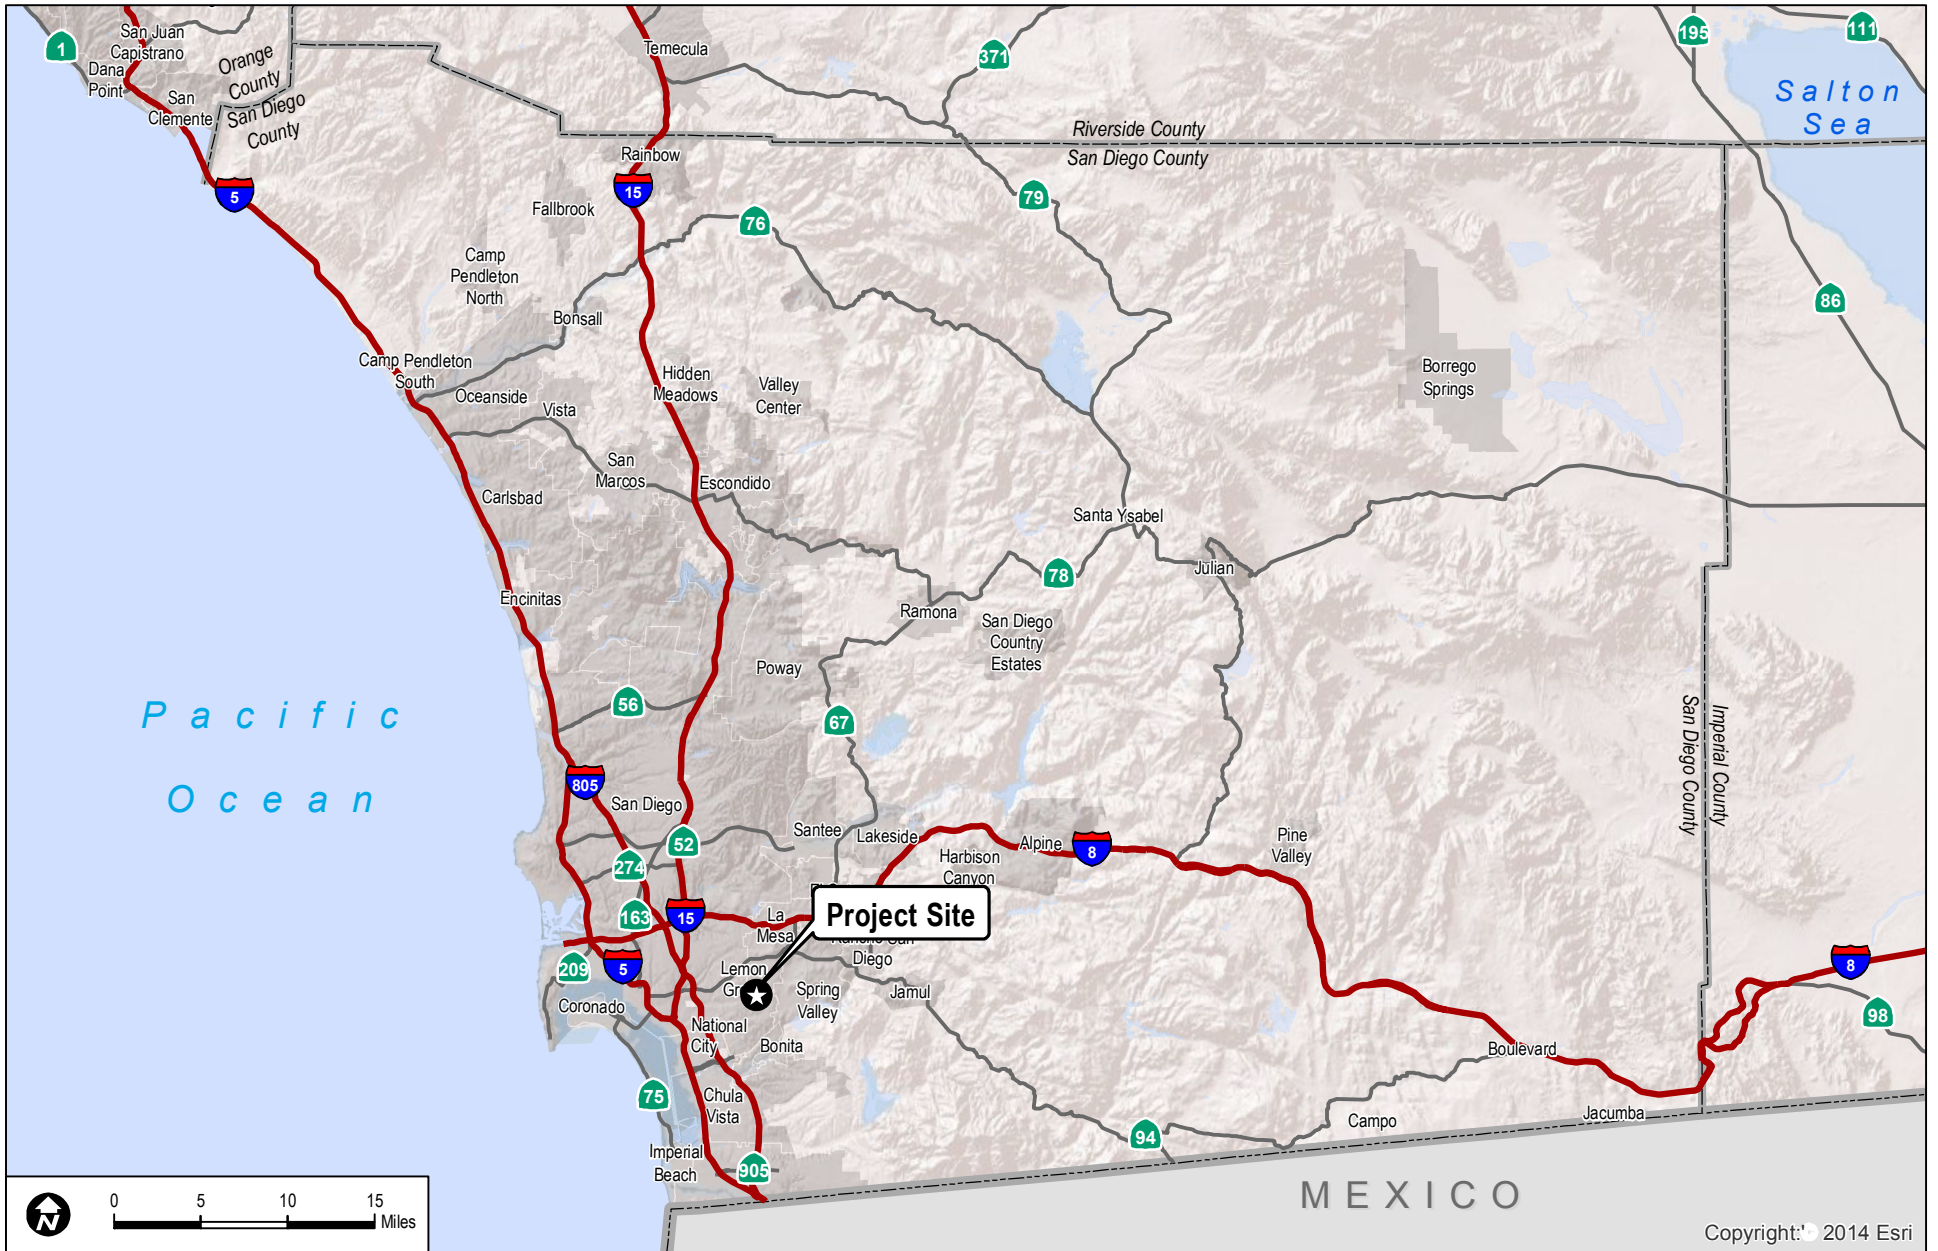 San Juan
Capistrano
1
Dana
Point
San
Clemente
Orange
County
San Diego
County
5
Temecula
371
195
111
Salton
Sea
Riverside County
San Diego County
Rainbow
15
Fallbrook
76
79
Camp
Pendleton
North
Bonsall
86
Camp Pendleton
South
Oceanside
Vista
Hidden
Meadows
Valley
Center
Borrego
Springs
San
Marcos
Escondido
Carlsbad
Santa Ysabel
78
Julian
Encinitas
Ramona
San Diego
Country
Estates
Poway
56
67
Pacific
Ocean
San Diego County
Imperial County
805
San Diego
52
Santee
Lakeside
Alpine
8
Pine
Valley
274
Harbison
Canyon
163
15
La
Mesa
Project Site
Diego
209
5
Lemon
Spring
Valley
Jamul
8
98
Coronado
National
City
Bonita
Boulevard
75
Chula
Vista
94
Campo
Jacumba
Imperial
Beach
905
MEXICO
N
0 5 10 15
Miles
Copyright: 2014 Esri